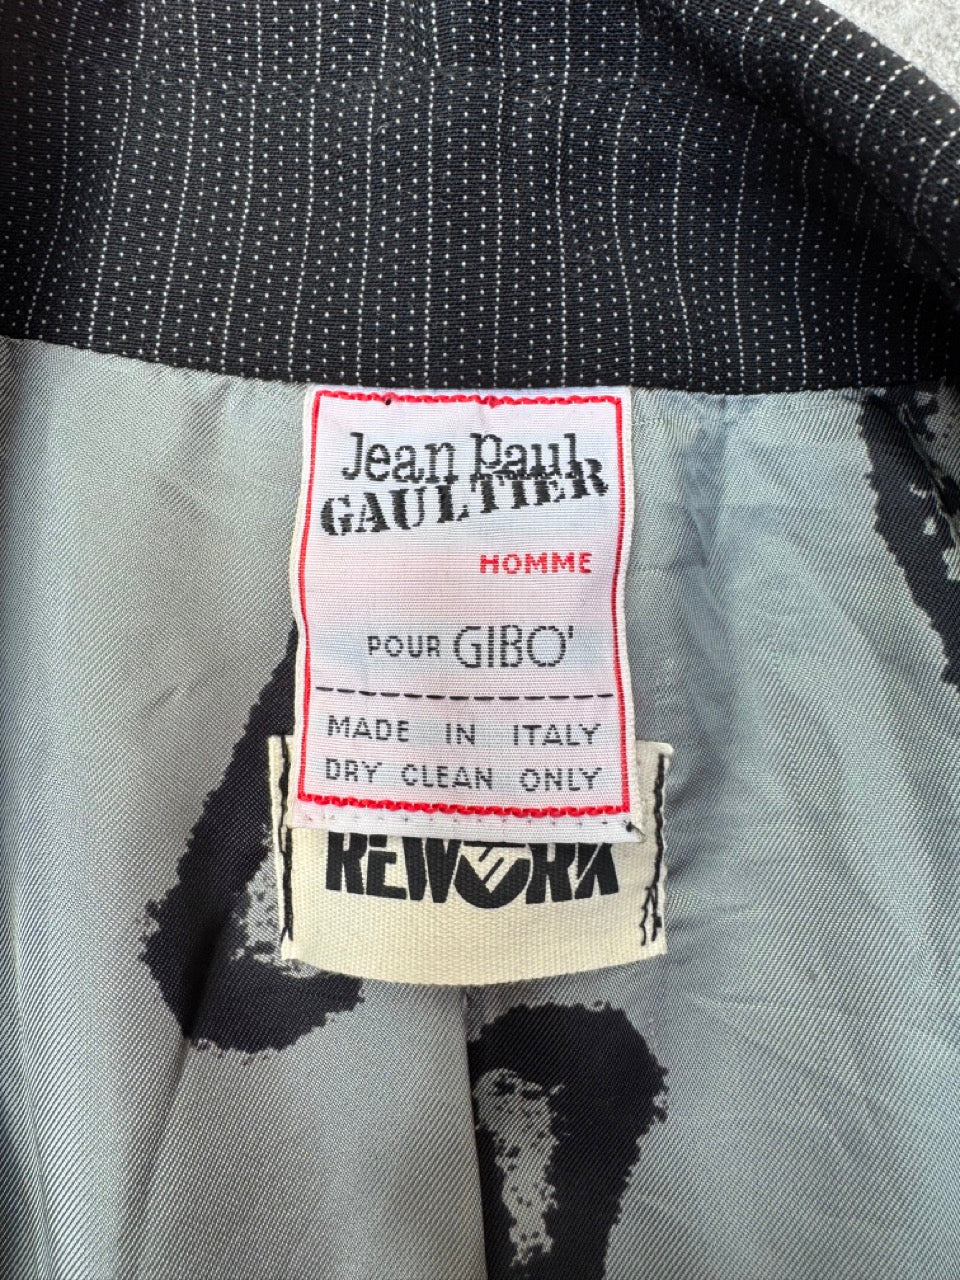 Jean Paul
GAULTIER
HOMME
POUR GIBO'
MADE IN ITALY
DRY CLEAN ONLY
REWORK